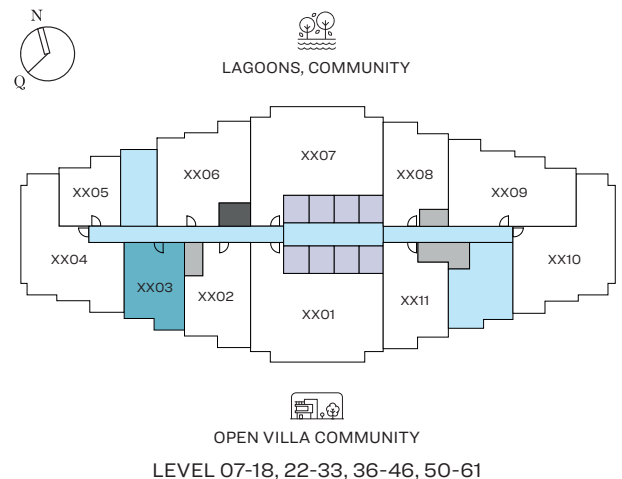 N
Q
LAGOONS, COMMUNITY
XX07
XX06
XX08
XX05
XX09
XX04
XX10
XX03
XX02
XX11
XX01
OPEN VILLA COMMUNITY
LEVEL 07-18, 22-33, 36-46, 50-61